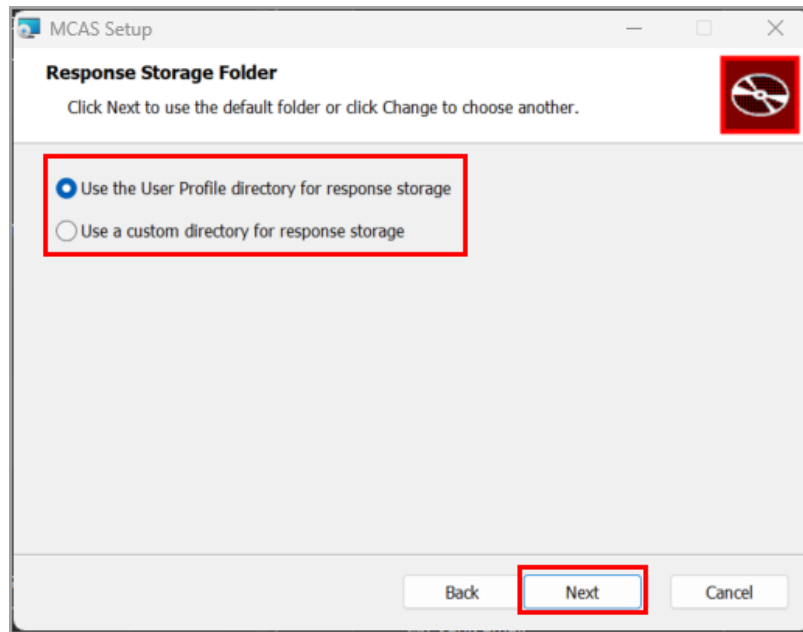 MCAS Setup
Response Storage Folder
Click Next to use the default folder or click Change to choose another.
Use the User Profile directory for response storage
Use a custom directory for response storage
Back Next Cancel